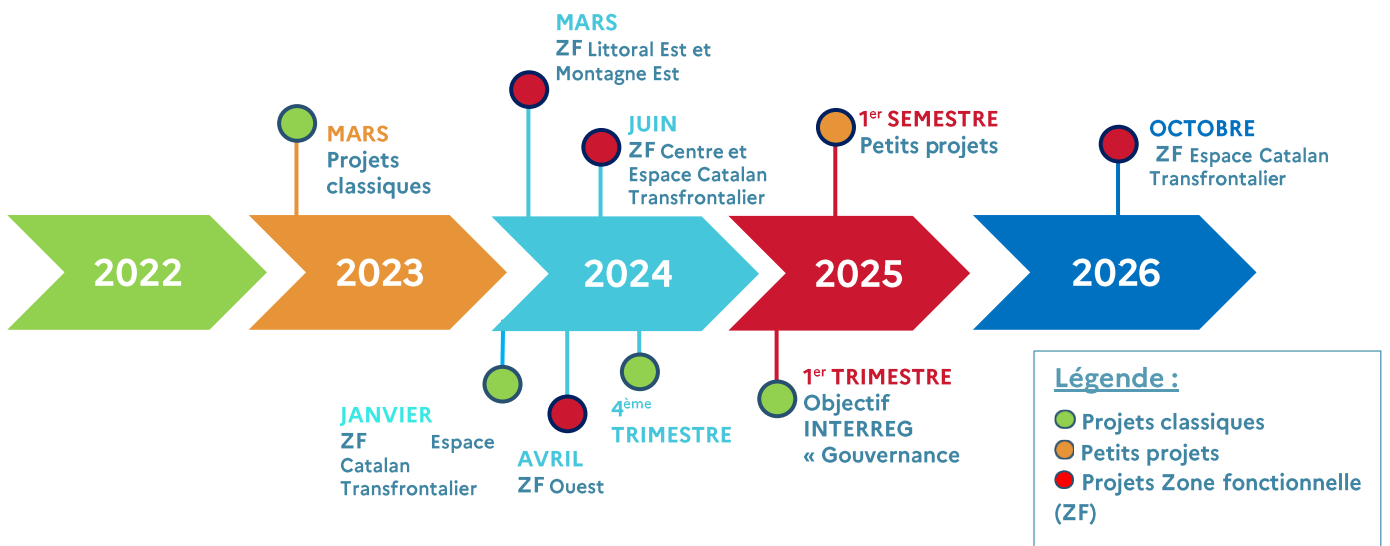 MARS
ZF Littoral Est et
Montagne Est
MARS
Projets
classiques
JUIN
ZF Centre et
Espace Catalan
Transfrontalier
1er SEMESTRE
Petits projets
OCTOBRE
ZF Espace Catalan
Transfrontalier
2022
2023
2024
2025
2026
JANVIER
ZF Espace
Catalan
Transfrontalier
AVRIL
ZF Ouest
4ème
TRIMESTRE
1er TRIMESTRE
Objectif
INTERREG
« Gouvernance
Légende :
Projets classiques
Petits projets
Projets Zone fonctionnelle
(ZF)